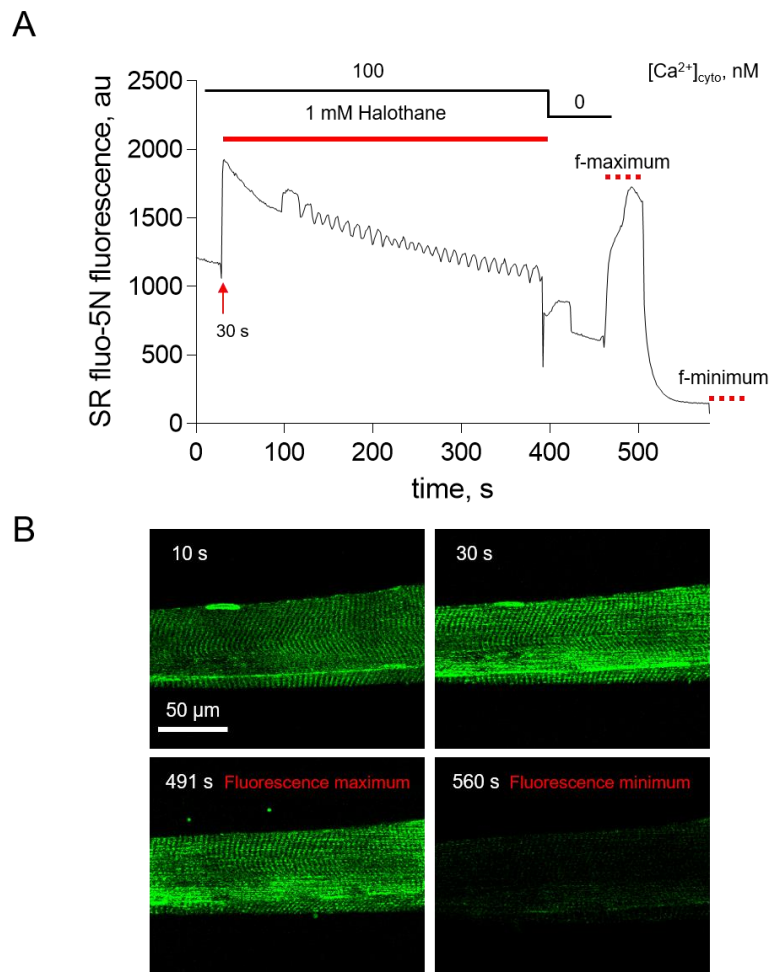 A
100
[Ca²⁺]cyto, nM
0
1 mM Halothane
f-maximum
30 s
f-minimum
SR fluo-5N fluorescence, au
2500
2000
1500
1000
500
0
0 100 200 300 400 500
time, s
B
10 s
30 s
50 µm
491 s Fluorescence maximum
560 s Fluorescence minimum